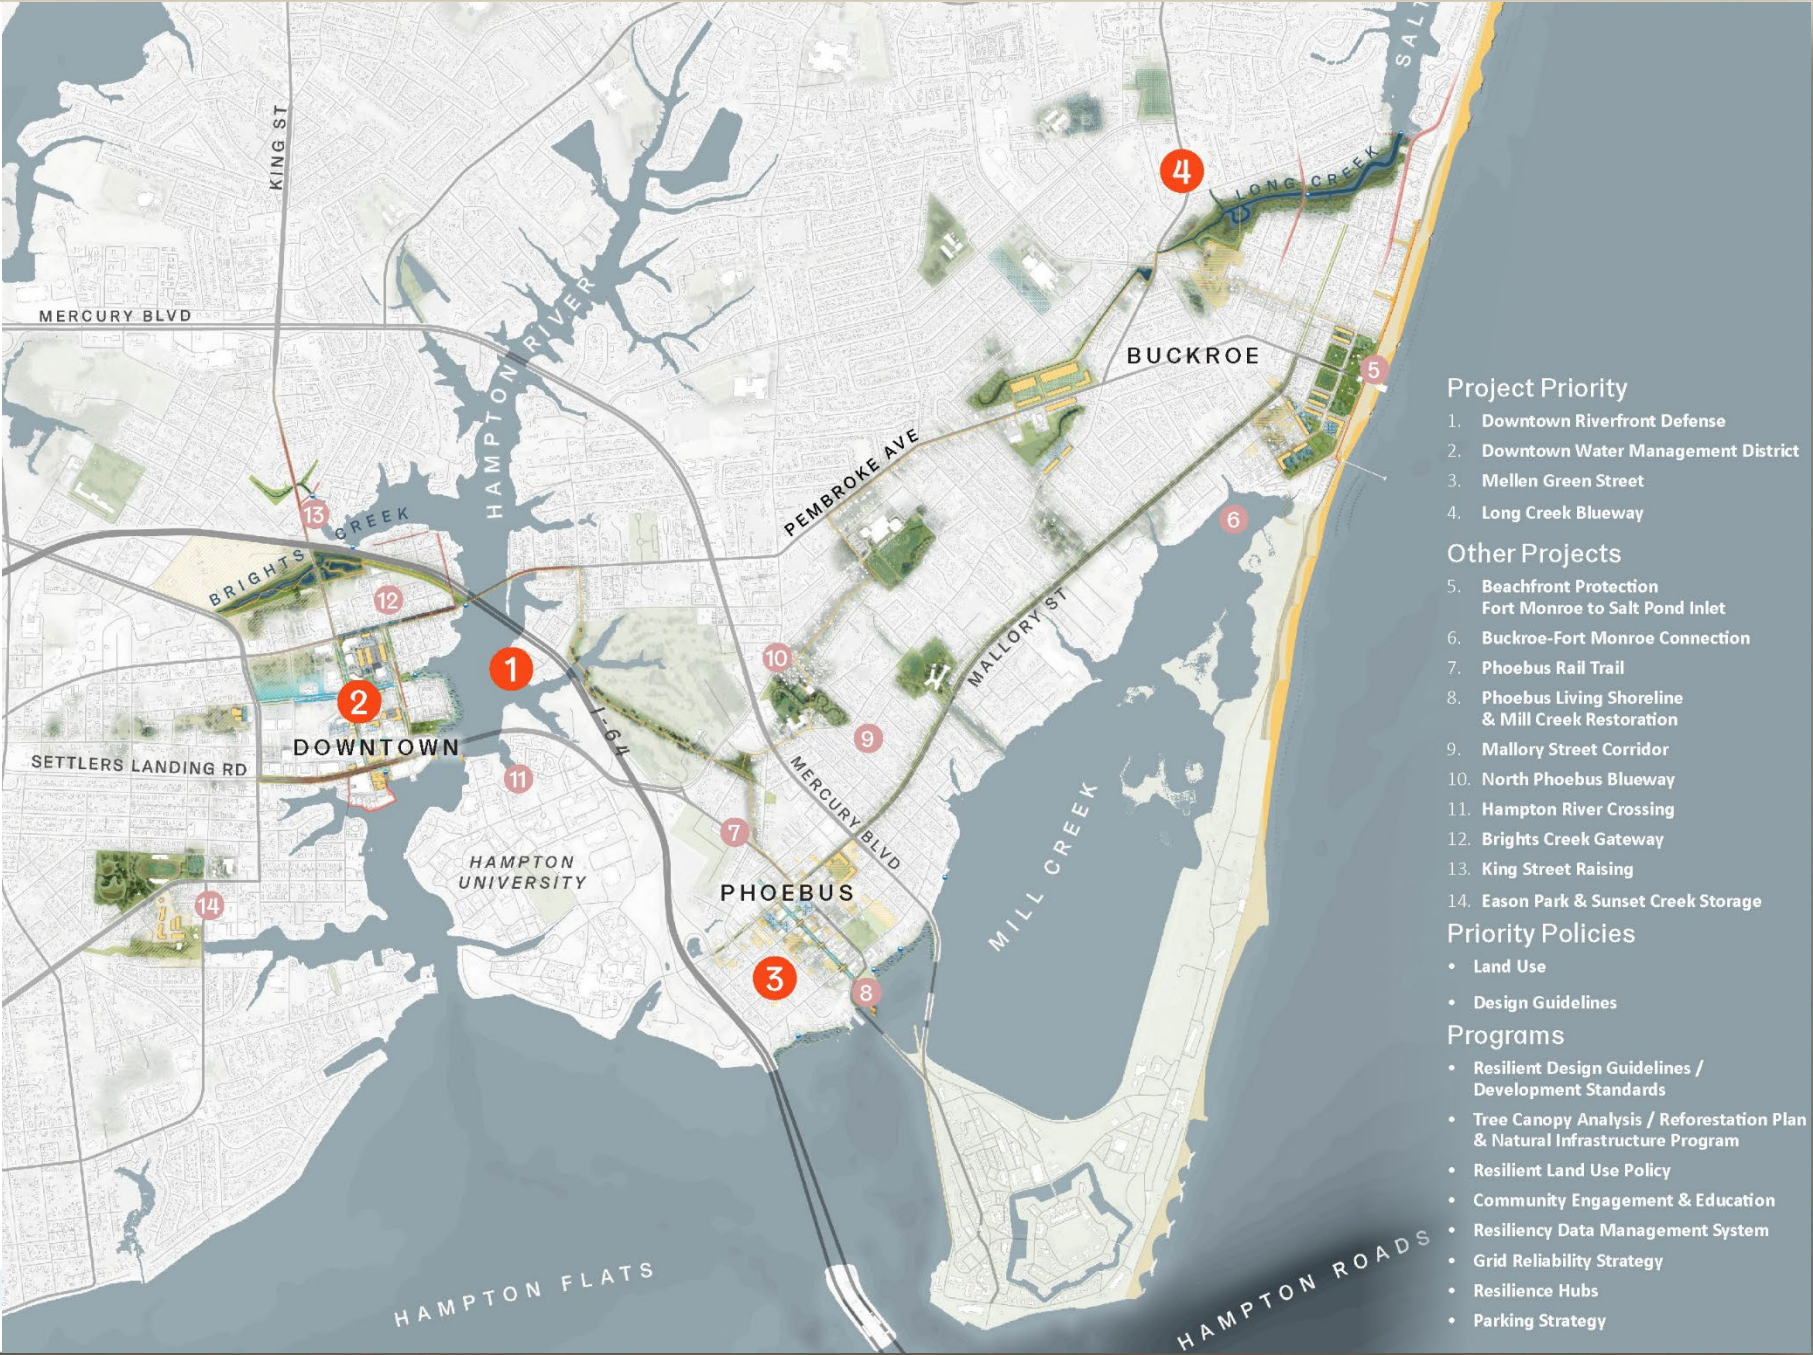 SALT
KING ST
4
LONG CREEK
MERCURY BLVD
HAMPTON RIVER
BUCKROE
5
PEMBROKE AVE
13
BRIGHTS CREEK
6
12
MALLORY ST
10
1
2
I-64
DOWNTOWN
9
SETTLERS LANDING RD
11
MERCURY BLVD
7
MILL CREEK
HAMPTON
UNIVERSITY
PHOEBUS
14
3
8
HAMPTON FLATS
HAMPTON ROADS
Project Priority
1. Downtown Riverfront Defense
2. Downtown Water Management District
3. Mellen Green Street
4. Long Creek Blueway
Other Projects
5. Beachfront Protection
Fort Monroe to Salt Pond Inlet
6. Buckroe-Fort Monroe Connection
7. Phoebus Rail Trail
8. Phoebus Living Shoreline
& Mill Creek Restoration
9. Mallory Street Corridor
10. North Phoebus Blueway
11. Hampton River Crossing
12. Brights Creek Gateway
13. King Street Raising
14. Eason Park & Sunset Creek Storage
Priority Policies
• Land Use
• Design Guidelines
Programs
• Resilient Design Guidelines /
Development Standards
• Tree Canopy Analysis / Reforestation Plan
& Natural Infrastructure Program
• Resilient Land Use Policy
• Community Engagement & Education
• Resiliency Data Management System
• Grid Reliability Strategy
• Resilience Hubs
• Parking Strategy